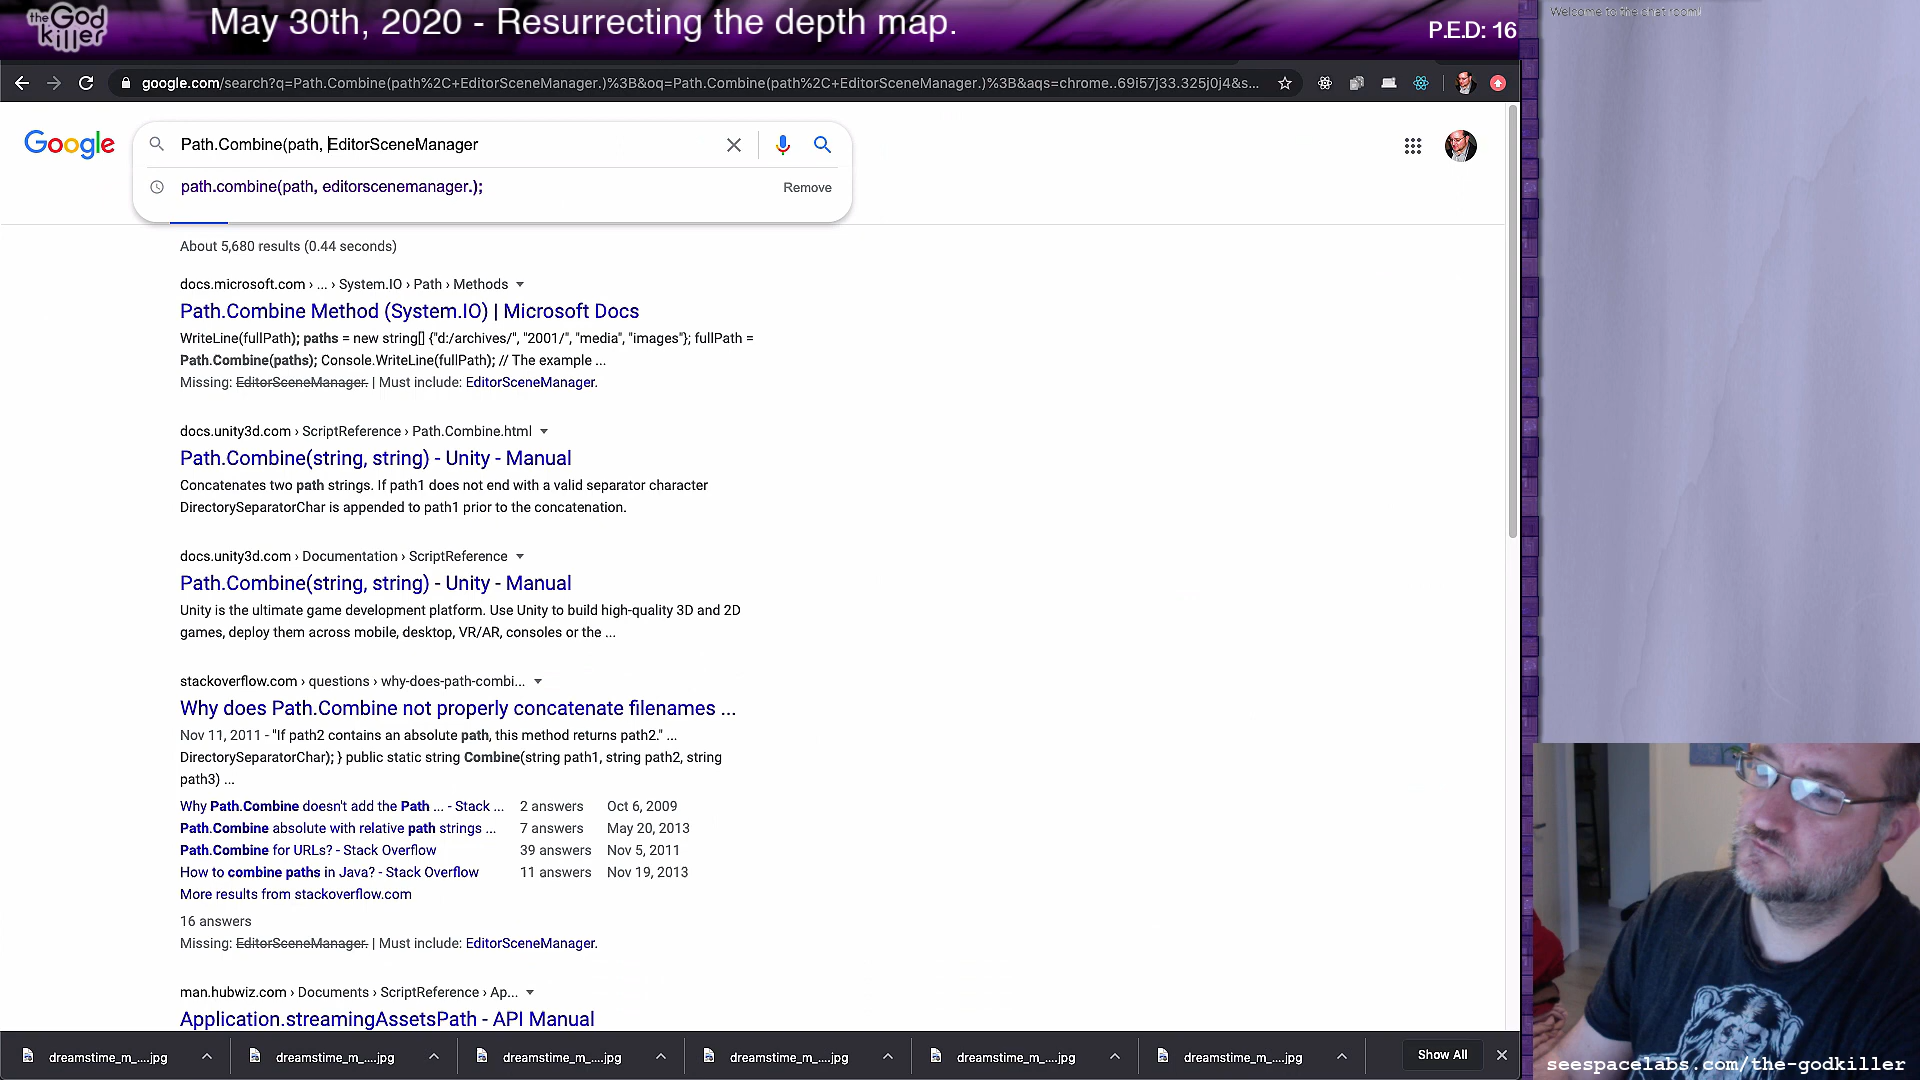 the God killer
May 30th, 2020 - Resurrecting the depth map.
P.E.D: 16
Welcome to the chat room!
google.com/search?q=Path.Combine(path%2C+EditorSceneManager.)%3B&oq=Path.Combine(path%2C+EditorSceneManager.)%3B&aqs=chrome..69i57j33.325j0j4&s...
Google
Path.Combine(path, EditorSceneManager
path.combine(path, editorscenemanager.);
Remove
About 5,680 results (0.44 seconds)
docs.microsoft.com › ... › System.IO › Path › Methods
Path.Combine Method (System.IO) | Microsoft Docs
WriteLine(fullPath); paths = new string[] {"d:/archives/", "2001/", "media", "images"}; fullPath =
Path.Combine(paths); Console.WriteLine(fullPath); // The example ...
Missing: EditorSceneManager. | Must include: EditorSceneManager.
docs.unity3d.com › ScriptReference › Path.Combine.html
Path.Combine(string, string) - Unity - Manual
Concatenates two path strings. If path1 does not end with a valid separator character
DirectorySeparatorChar is appended to path1 prior to the concatenation.
docs.unity3d.com › Documentation › ScriptReference
Path.Combine(string, string) - Unity - Manual
Unity is the ultimate game development platform. Use Unity to build high-quality 3D and 2D
games, deploy them across mobile, desktop, VR/AR, consoles or the ...
stackoverflow.com › questions › why-does-path-combi...
Why does Path.Combine not properly concatenate filenames ...
Nov 11, 2011 - "If path2 contains an absolute path, this method returns path2." ...
DirectorySeparatorChar); } public static string Combine(string path1, string path2, string
path3) ...
Why Path.Combine doesn't add the Path ... - Stack ... 2 answers Oct 6, 2009
Path.Combine absolute with relative path strings ... 7 answers May 20, 2013
Path.Combine for URLs? - Stack Overflow 39 answers Nov 5, 2011
How to combine paths in Java? - Stack Overflow 11 answers Nov 19, 2013
More results from stackoverflow.com
16 answers
Missing: EditorSceneManager. | Must include: EditorSceneManager.
man.hubwiz.com › Documents › ScriptReference › Ap...
Application.streamingAssetsPath - API Manual
dreamstime_m_....jpg
dreamstime_m_....jpg
dreamstime_m_....jpg
dreamstime_m_....jpg
dreamstime_m_....jpg
dreamstime_m_....jpg
Show All
seespacelabs.com/the-godkiller